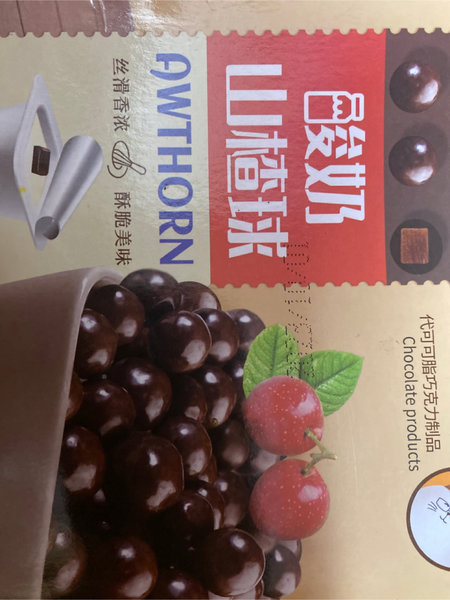 酸奶
山楂球
AWTHORN
丝滑香浓 酥脆美味
代可可脂巧克力制品
Chocolate products